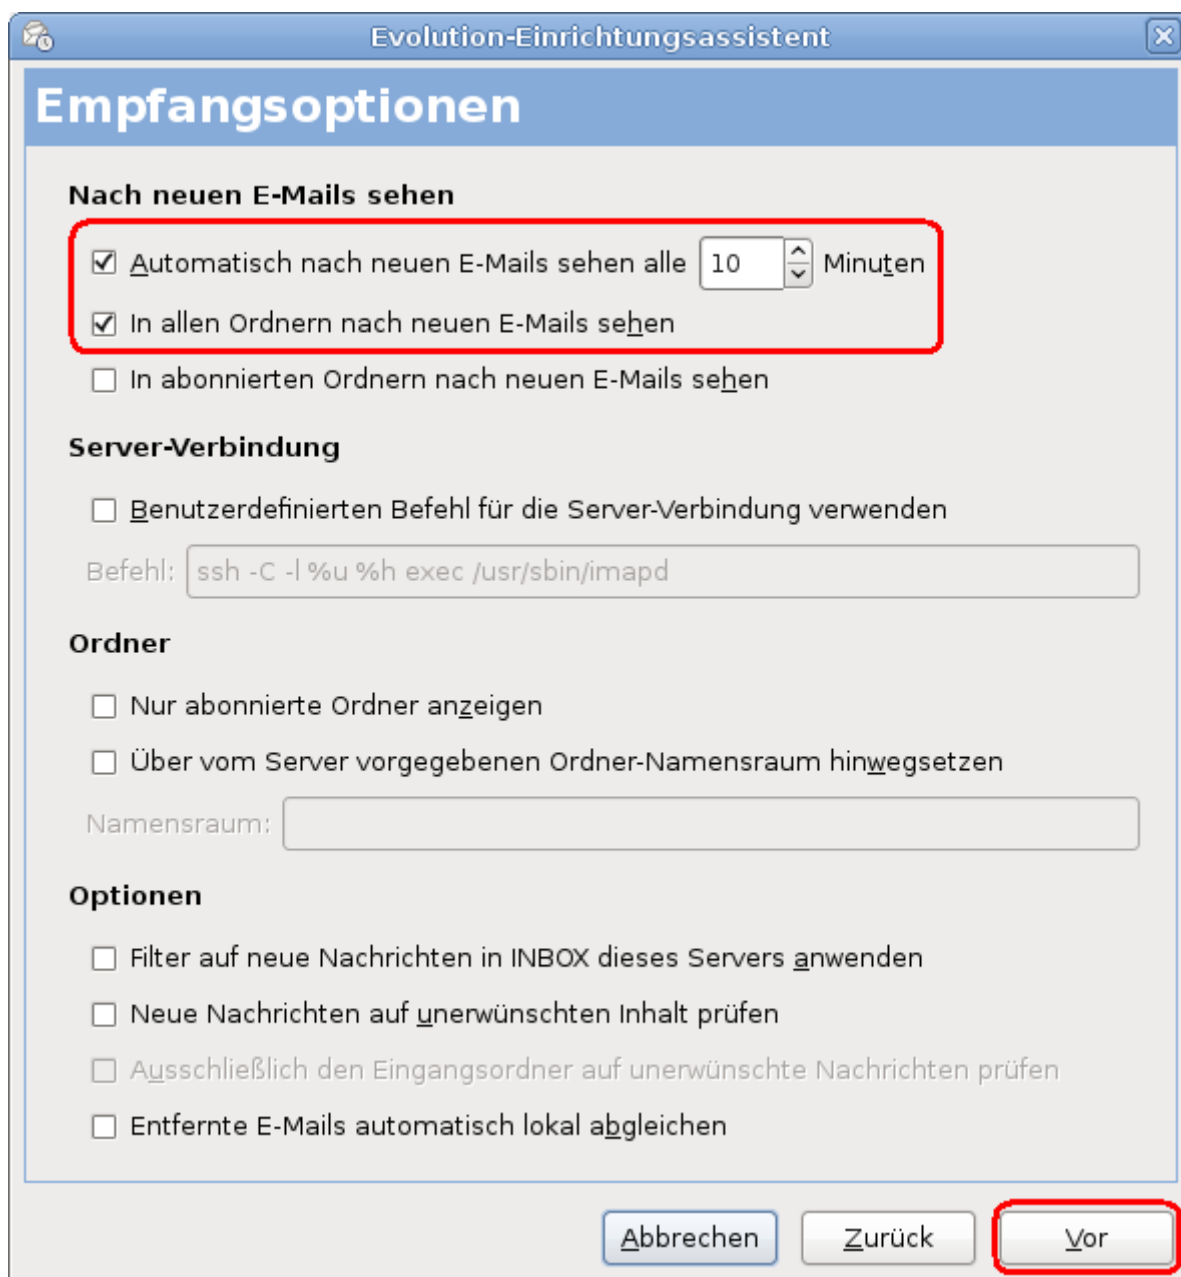 Evolution-Einrichtungsassistent
Empfangsoptionen
Nach neuen E-Mails sehen
Automatisch nach neuen E-Mails sehen alle 10 Minuten
In allen Ordnern nach neuen E-Mails sehen
In abonnierten Ordnern nach neuen E-Mails sehen
Server-Verbindung
Benutzerdefinierten Befehl für die Server-Verbindung verwenden
Befehl: ssh -C -l %u %h exec /usr/sbin/imapd
Ordner
Nur abonnierte Ordner anzeigen
Über vom Server vorgegebenen Ordner-Namensraum hinwegsetzen
Namensraum:
Optionen
Filter auf neue Nachrichten in INBOX dieses Servers anwenden
Neue Nachrichten auf unerwünschten Inhalt prüfen
Ausschließlich den Eingangsordner auf unerwünschte Nachrichten prüfen
Entfernte E-Mails automatisch lokal abgleichen
Abbrechen Zurück Vor